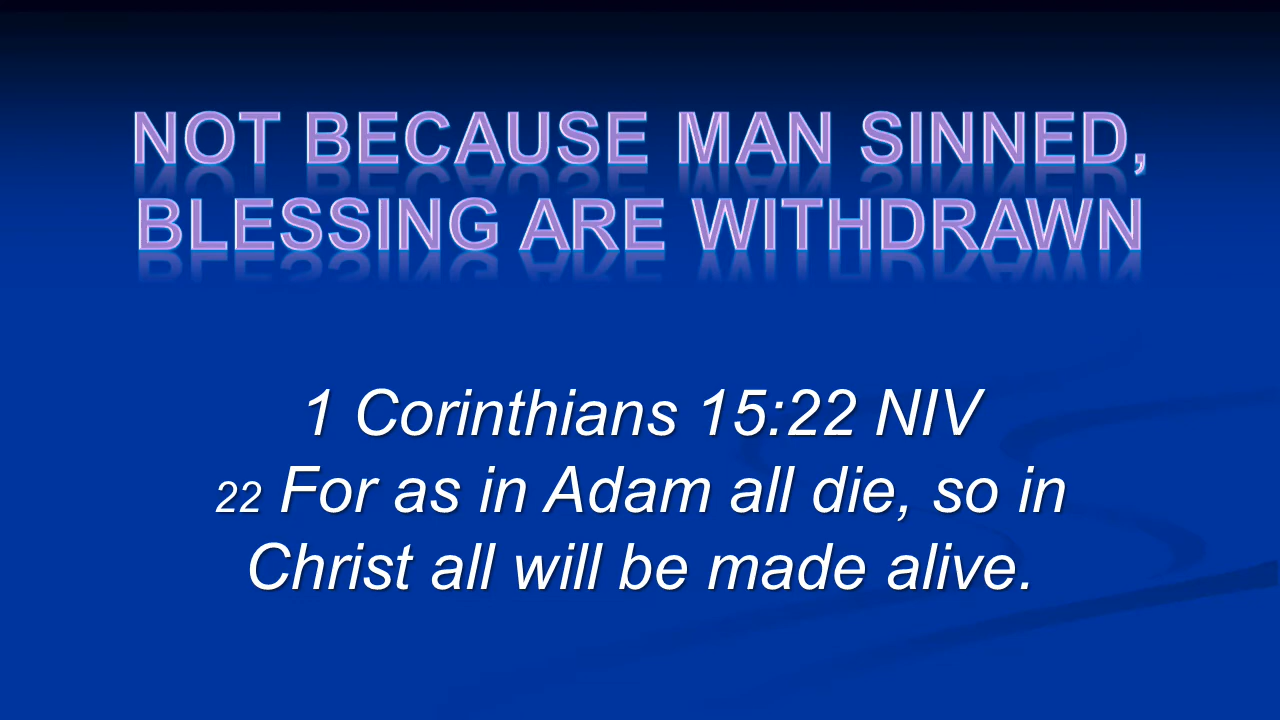 NOT BECAUSE MAN SINNED,
BLESSING ARE WITHDRAWN
1 Corinthians 15:22 NIV
22 For as in Adam all die, so in
Christ all will be made alive.